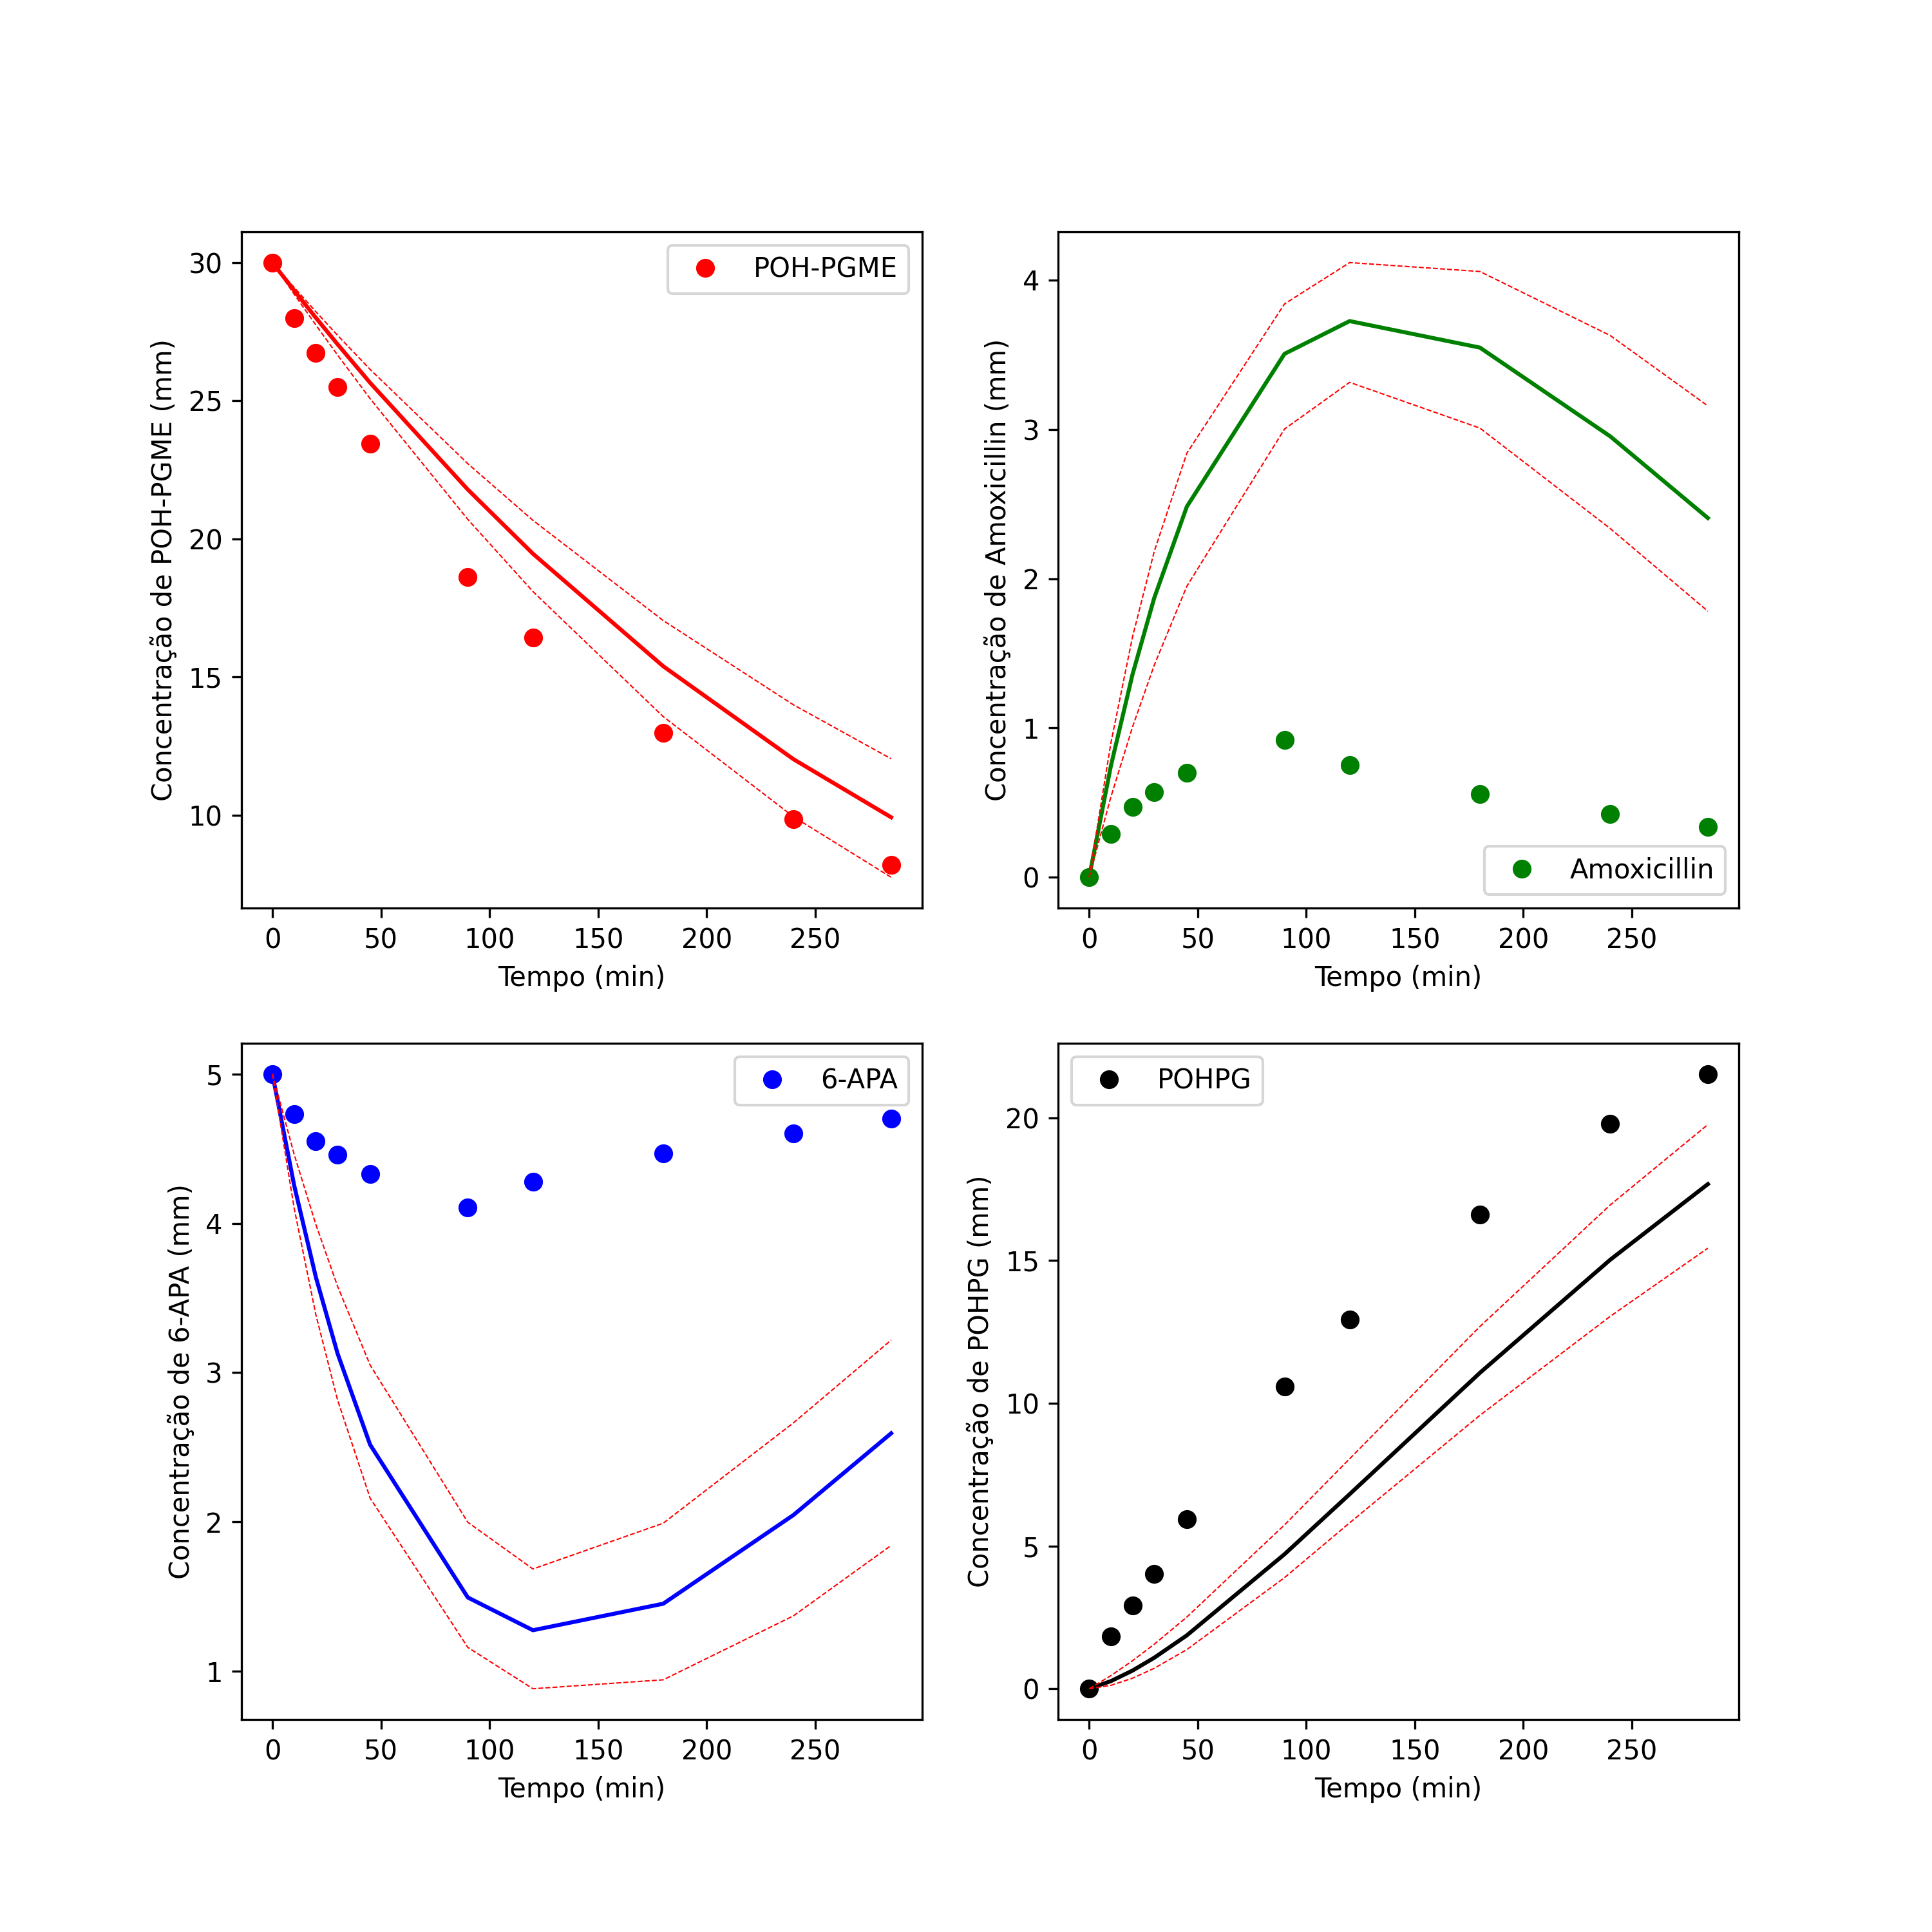 POH-PGME
30
25
20
15
10
Concentração de POH-PGME (mm)
0 50 100 150 200 250
Tempo (min)
Amoxicillin
4
3
2
1
0
Concentração de Amoxicillin (mm)
0 50 100 150 200 250
Tempo (min)
6-APA
5
4
3
2
1
Concentração de 6-APA (mm)
0 50 100 150 200 250
Tempo (min)
POHPG
20
15
10
5
0
Concentração de POHPG (mm)
0 50 100 150 200 250
Tempo (min)